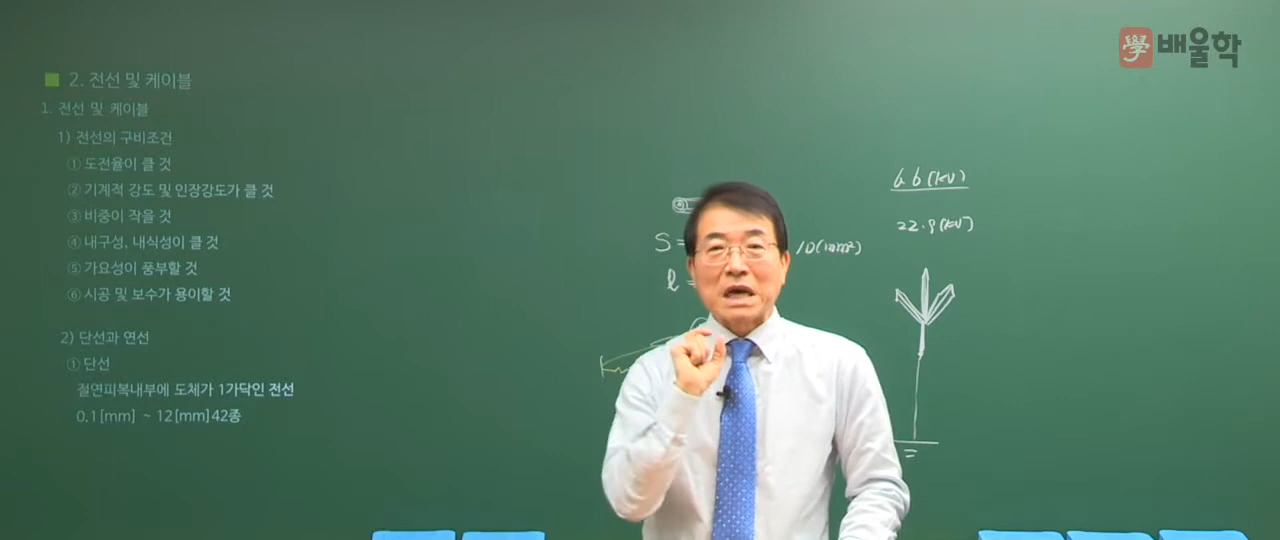 學 배울학
2. 전선 및 케이블
1. 전선 및 케이블
1) 전선의 구비조건
① 도전율이 클 것
② 기계적 강도 및 인장강도가 클 것
③ 비중이 작을 것
④ 내구성, 내식성이 클 것
⑤ 가요성이 풍부할 것
⑥ 시공 및 보수가 용이할 것
2) 단선과 연선
① 단선
절연피복내부에 도체가 1가닥인 전선
0.1[mm] ~ 12[mm]42종
6.6(kV)
22.9(kV)
S= 10(mm²)
ℓ=